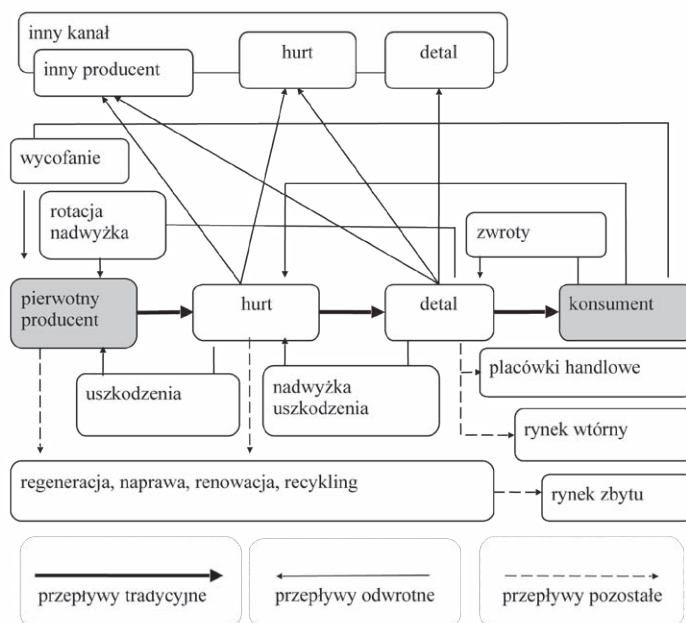 inny kanał
inny producent
hurt
detal
wycofanie
rotacja
nadwyżka
zwroty
pierwotny
producent
hurt
detal
konsument
uszkodzenia
nadwyżka
uszkodzenia
placówki handlowe
rynek wtórny
regeneracja, naprawa, renowacja, recykling
rynek zbytu
przepływy tradycyjne
przepływy odwrotne
przepływy pozostałe